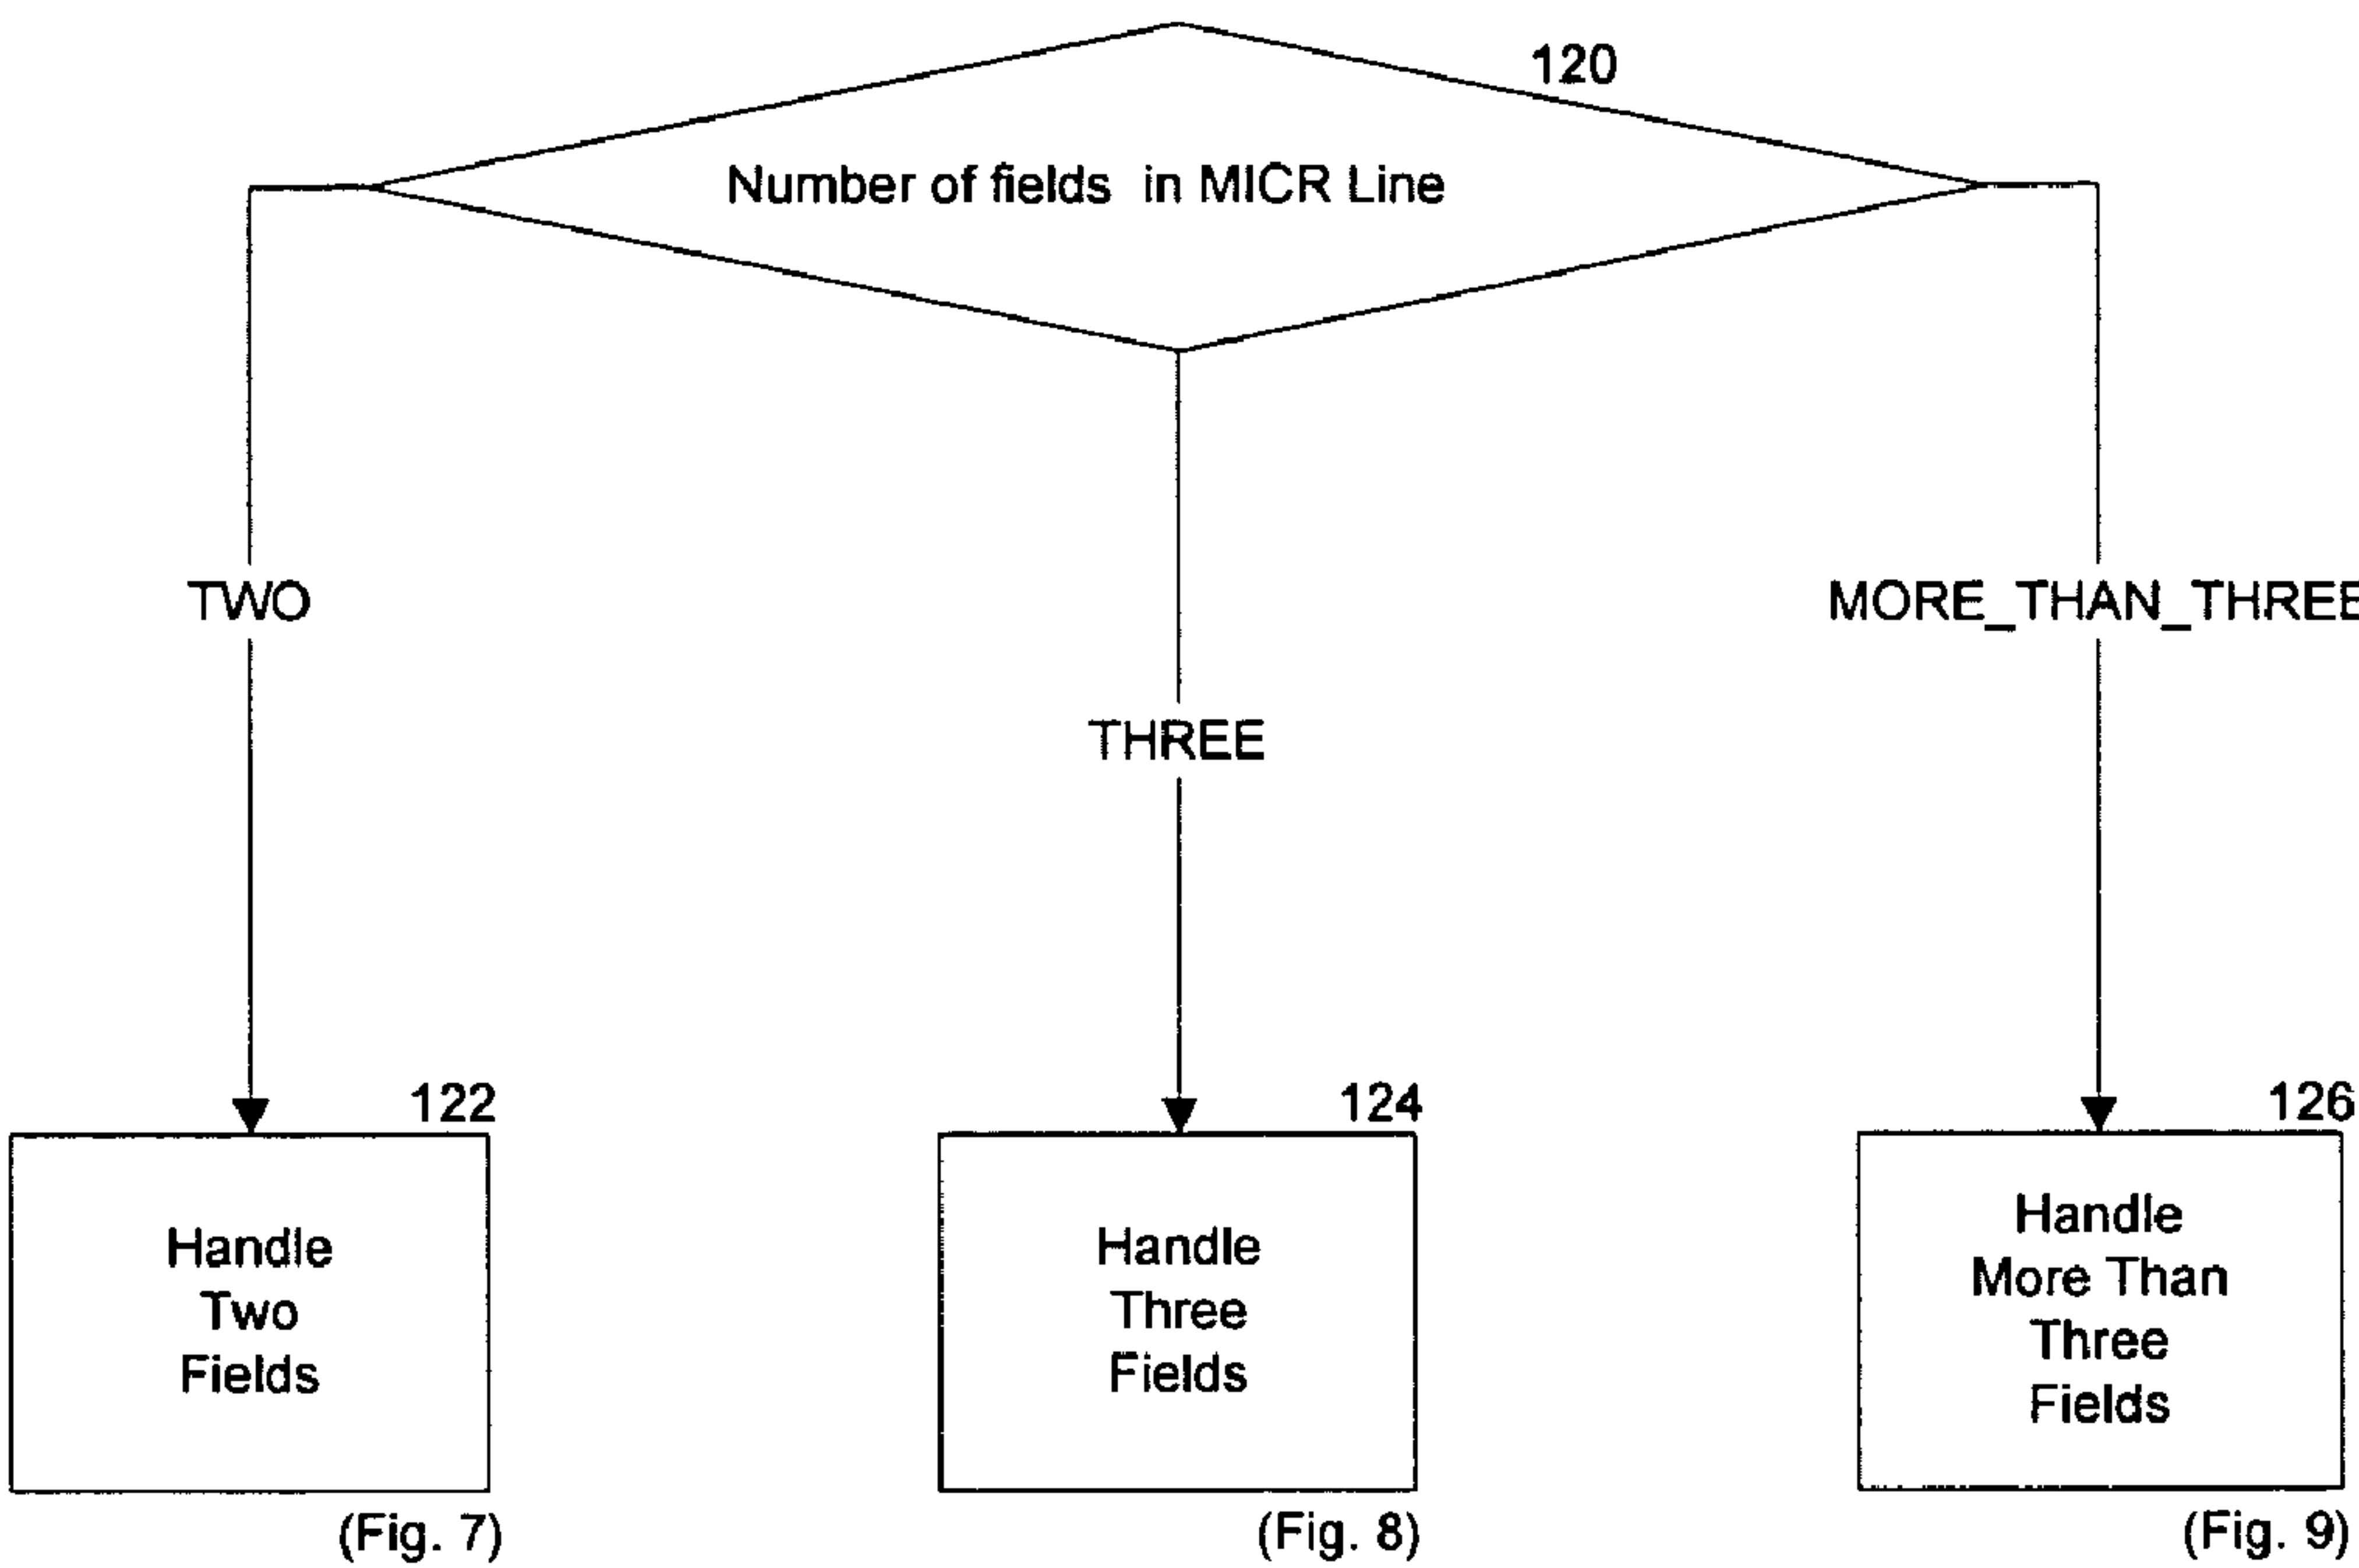 120
Number of fields in MICR Line
TWO
MORE_THAN_THREE
THREE
122
124
126
Handle
Two
Fields
Handle
Three
Fields
Handle
More Than
Three
Fields
(Fig. 7)
(Fig. 8)
(Fig. 9)